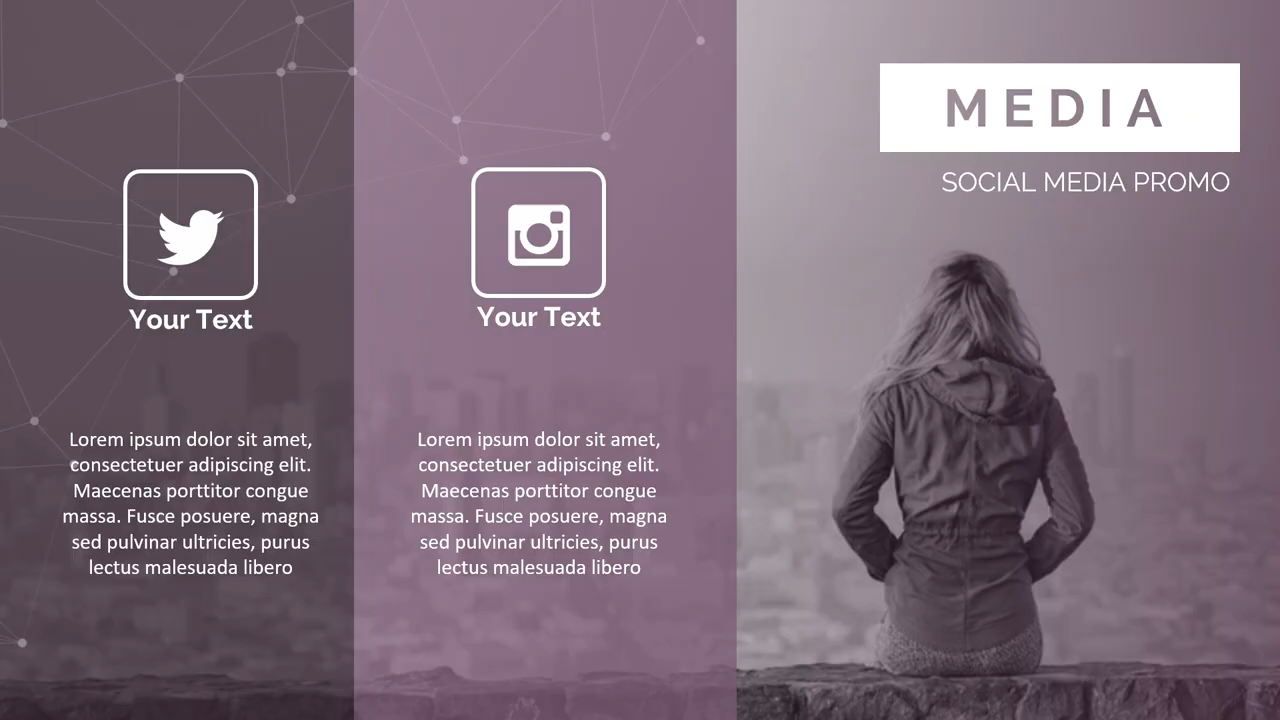 Your Text
Lorem ipsum dolor sit amet,
consectetuer adipiscing elit.
Maecenas porttitor congue
massa. Fusce posuere, magna
sed pulvinar ultricies, purus
lectus malesuada libero
Your Text
Lorem ipsum dolor sit amet,
consectetuer adipiscing elit.
Maecenas porttitor congue
massa. Fusce posuere, magna
sed pulvinar ultricies, purus
lectus malesuada libero
MEDIA
SOCIAL MEDIA PROMO